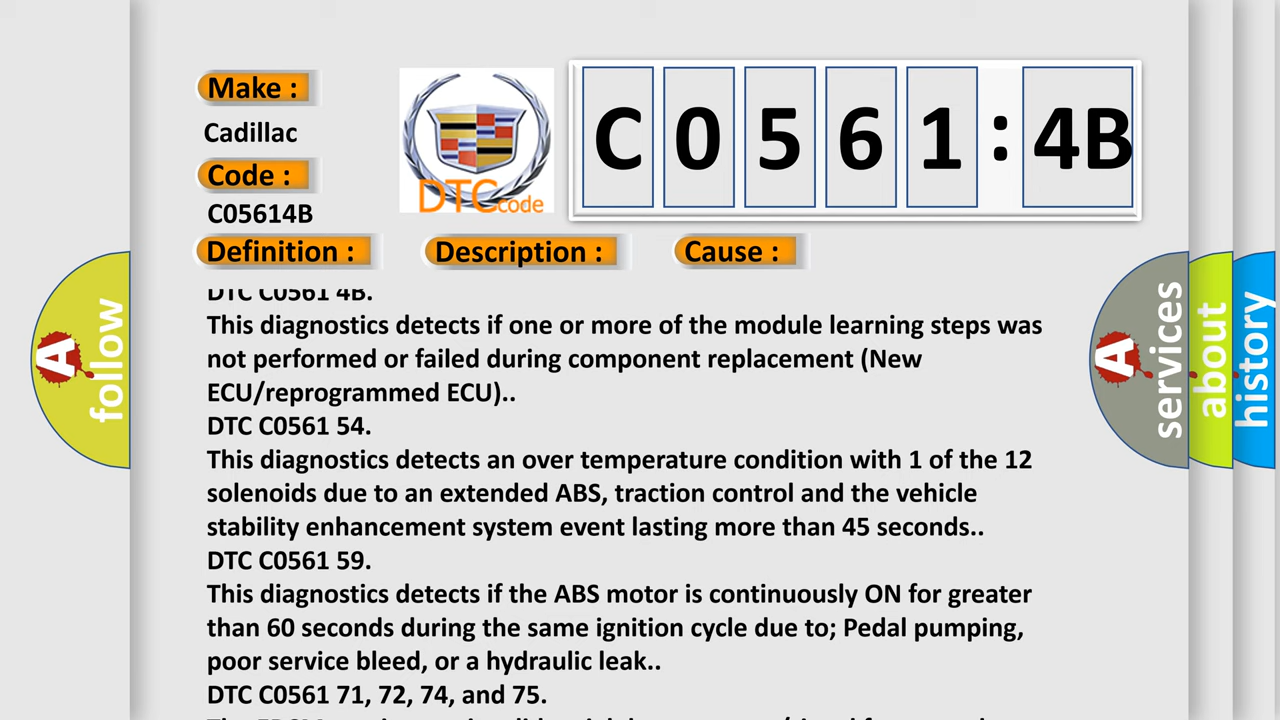 Make :
Cadillac
Code :
C05614B
DTC code
C0561:4B
Definition :
Description :
Cause :
DTC C0561 4B.
This diagnostics detects if one or more of the module learning steps was
not performed or failed during component replacement (New
ECU/reprogrammed ECU)..
DTC C0561 54.
This diagnostics detects an over temperature condition with 1 of the 12
solenoids due to an extended ABS, traction control and the vehicle
stability enhancement system event lasting more than 45 seconds..
DTC C0561 59.
This diagnostics detects if the ABS motor is continuously ON for greater
than 60 seconds during the same ignition cycle due to; Pedal pumping,
poor service bleed, or a hydraulic leak..
DTC C0561 71, 72, 74, and 75.
A follow
A services
about
history